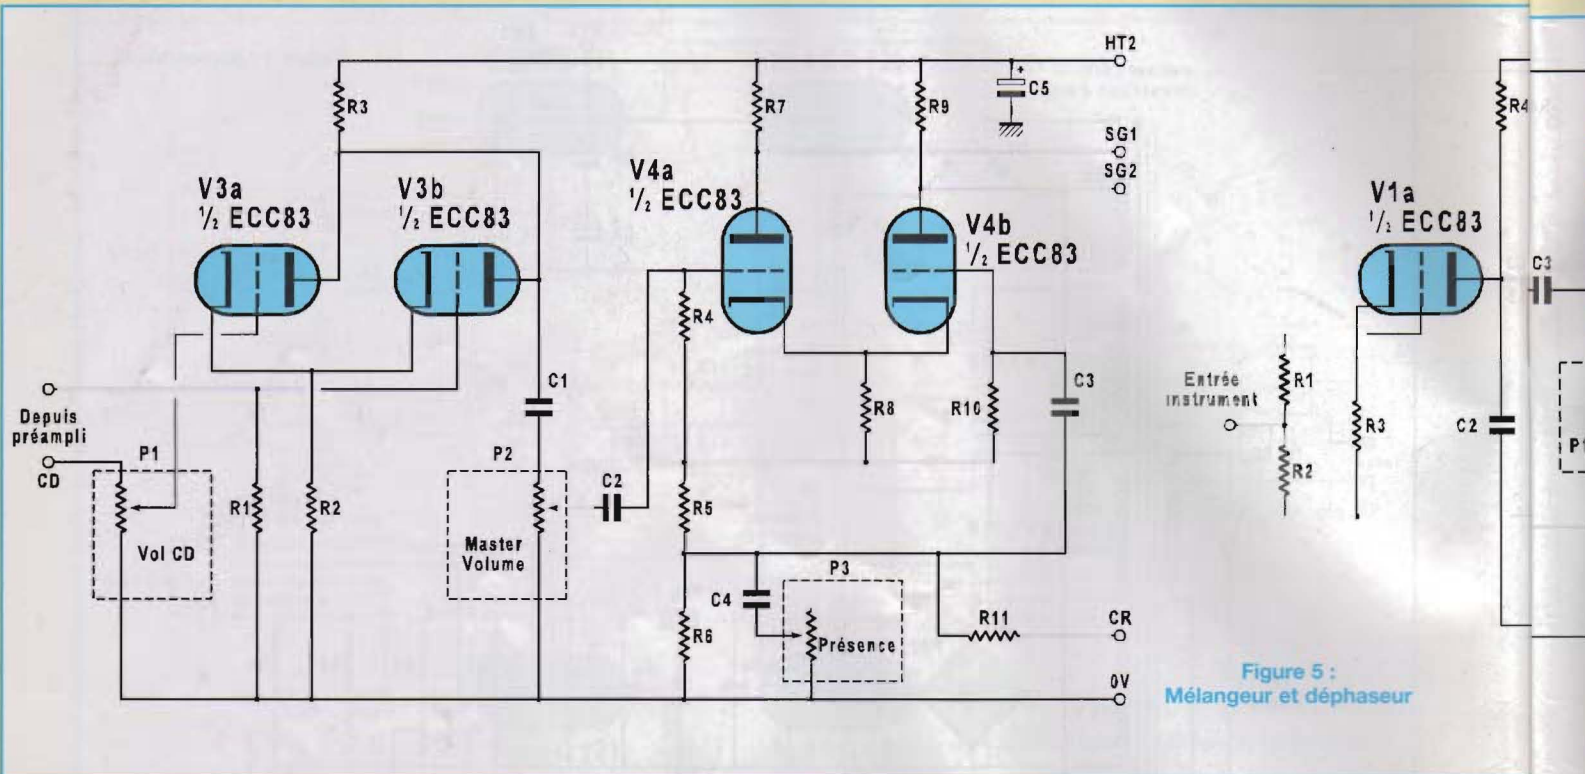 HT2
R3
R7
R9
+
C5
R4
SG1
SG2
V3a
½ ECC83
V3b
½ ECC83
V4a
½ ECC83
V4b
½ ECC83
V1a
½ ECC83
C3
R4
C1
R8
R10
C3
Entrée
instrument
R1
R3
C2
R2
Depuis
préampli
CD
P1
Vol CD
R1
R2
P2
Master
Volume
C2
R5
P3
C4
Présence
R6
R11
CR
0V
Figure 5 :
Mélangeur et déphaseur